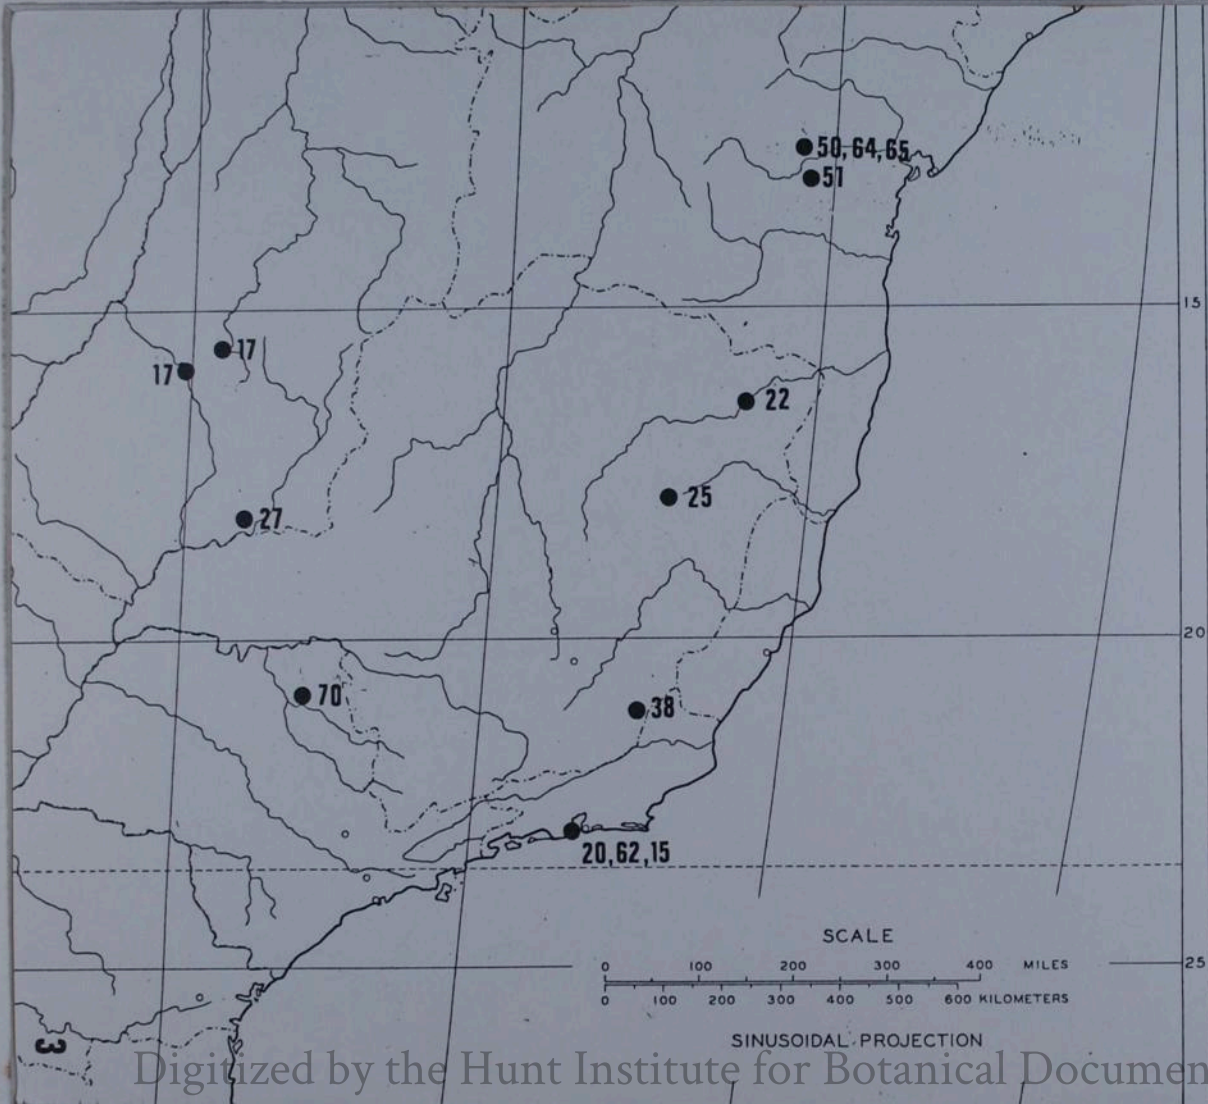 50, 64, 65
51
15
17
17
22
25
27
20
70
38
20, 62, 15
SCALE
0 100 200 300 400 MILES
25
0 100 200 300 400 500 600 KILOMETERS
SINUSOIDAL PROJECTION
3
Digitized by the Hunt Institute for Botanical Documen